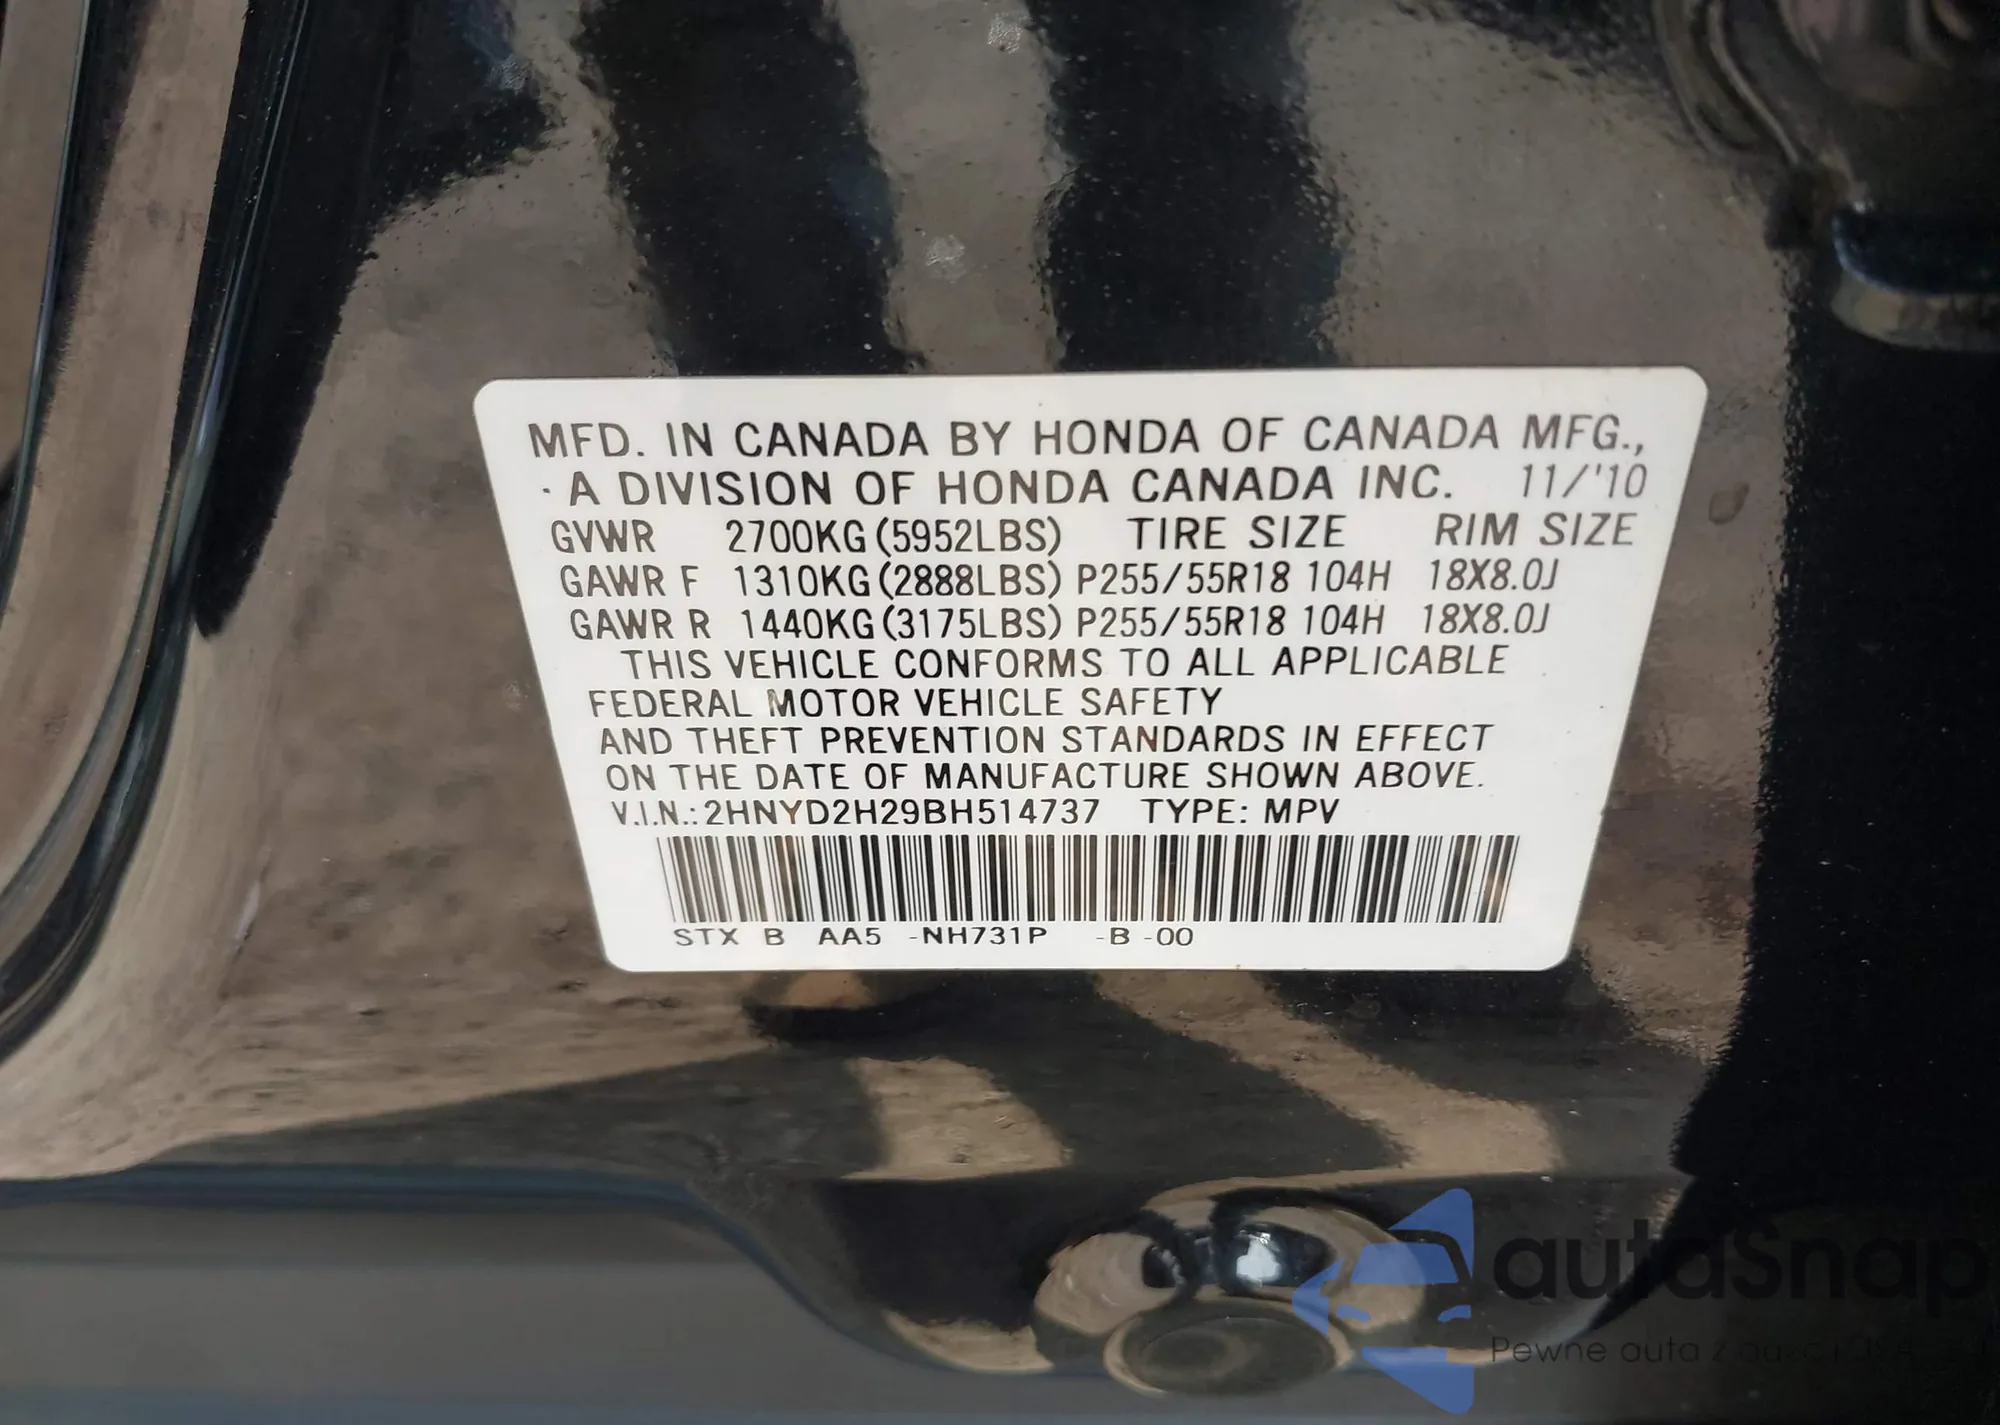 MFD. IN CANADA BY HONDA OF CANADA MFG.,
· A DIVISION OF HONDA CANADA INC. 11/'10
GVWR 2700KG (5952LBS) TIRE SIZE RIM SIZE
GAWR F 1310KG (2888LBS) P255/55R18 104H 18X8.0J
GAWR R 1440KG (3175LBS) P255/55R18 104H 18X8.0J
THIS VEHICLE CONFORMS TO ALL APPLICABLE
FEDERAL MOTOR VEHICLE SAFETY
AND THEFT PREVENTION STANDARDS IN EFFECT
ON THE DATE OF MANUFACTURE SHOWN ABOVE.
V.I.N.: 2HNYD2H29BH514737 TYPE: MPV
STX B AA5 -NH731P -B -00
autaSnap
Pewne auta z